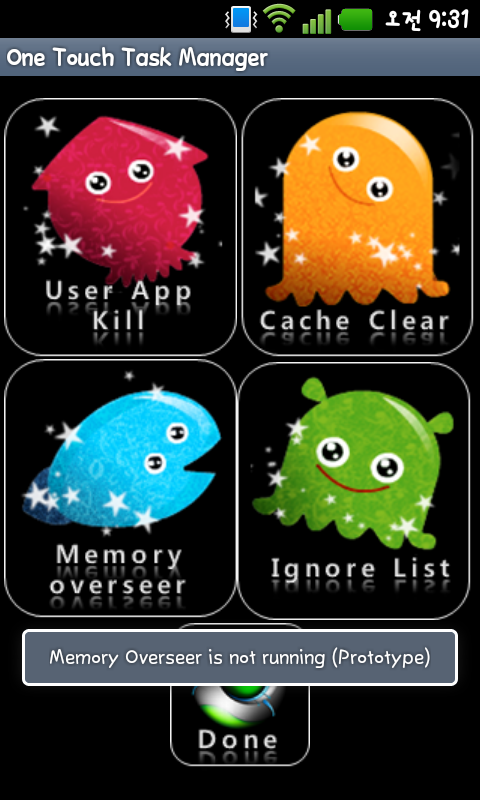 오전 9:31
One Touch Task Manager
User App
Kill
Cache Clear
Memory
overseer
Ignore List
Memory Overseer is not running (Prototype)
Done